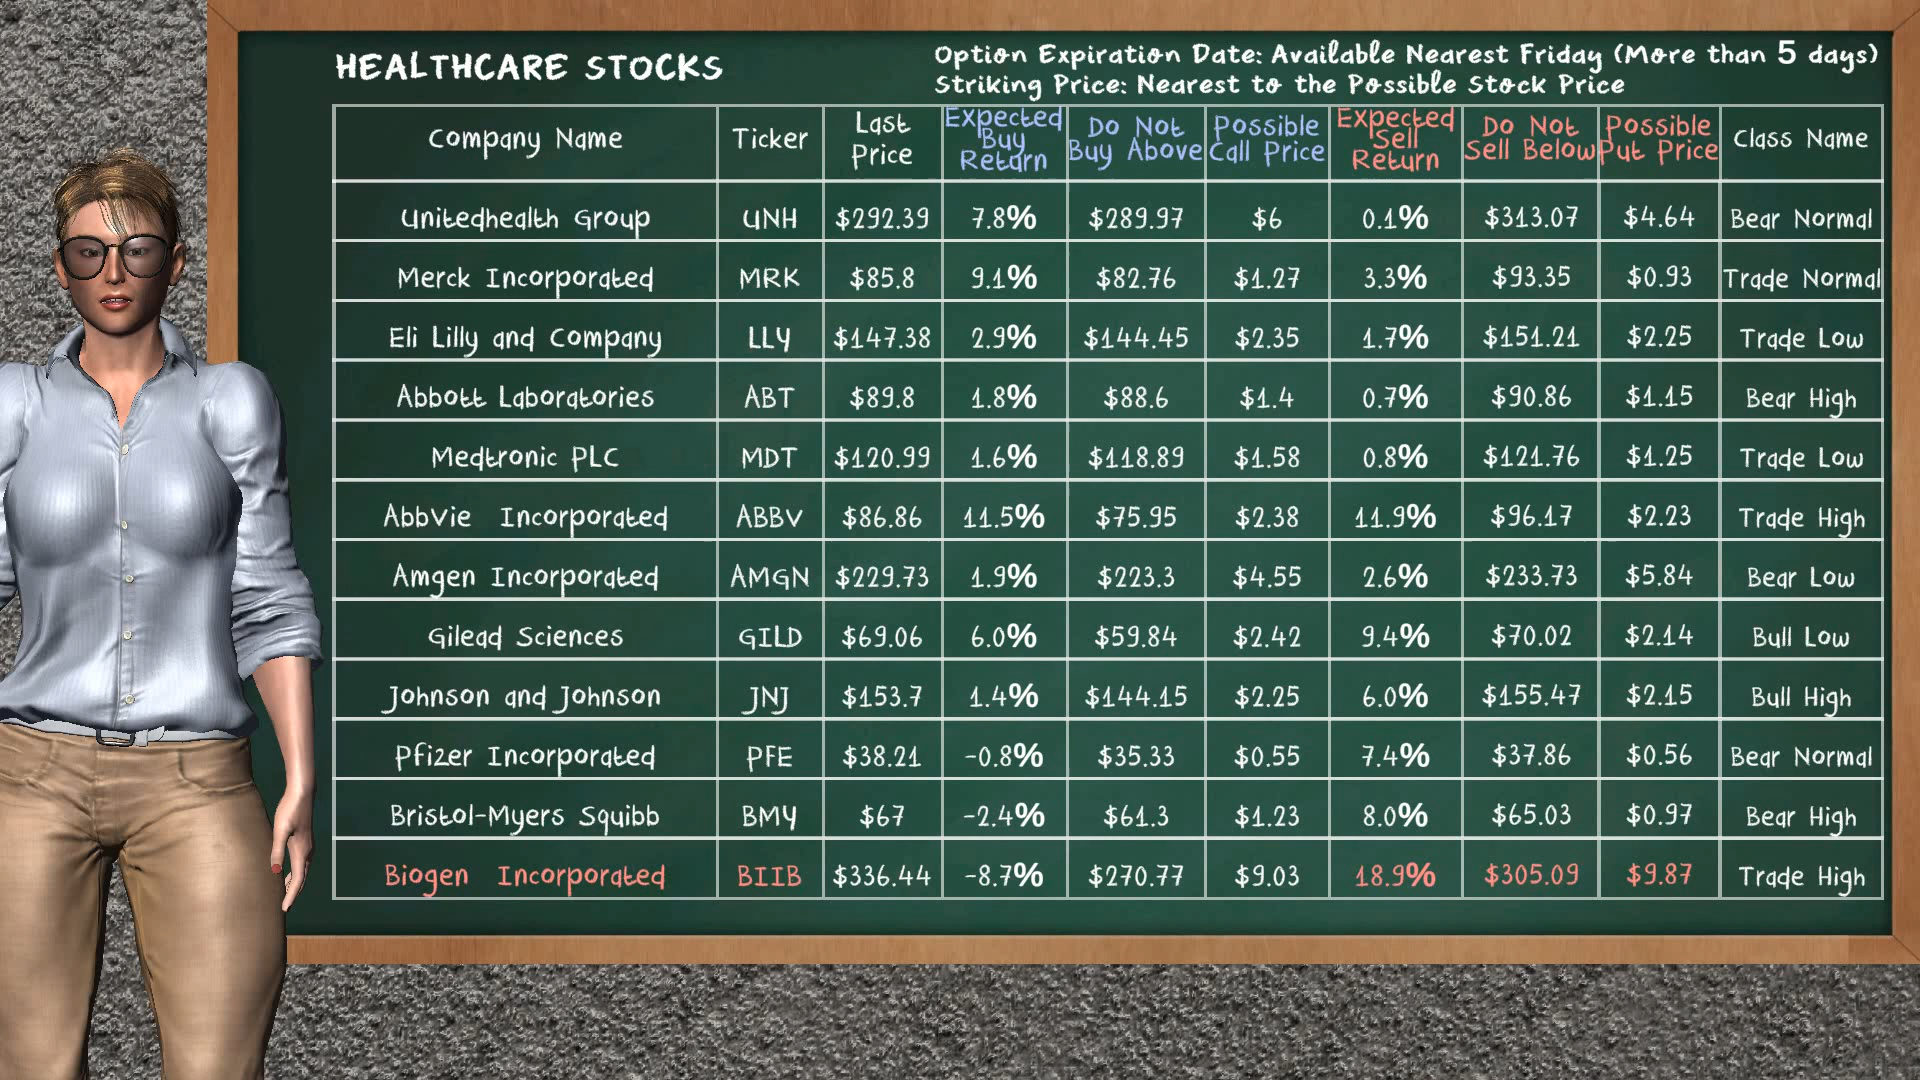 HEALTHCARE STOCKS
Option Expiration Date: Available Nearest Friday (More than 5 days)
Striking Price: Nearest to the Possible Stock Price
Company Name Ticker Last Price Expected Buy Return Do Not Buy Above Possible Call Price Expected Sell Return Do Not Sell Below Possible Put Price Class Name
Unitedhealth Group UNH $292.39 7.8% $289.97 $6 0.1% $313.07 $4.64 Bear Normal
Merck Incorporated MRK $85.8 9.1% $82.76 $1.27 3.3% $93.35 $0.93 Trade Normal
Eli Lilly and Company LLY $147.38 2.9% $144.45 $2.35 1.7% $151.21 $2.25 Trade Low
Abbott Laboratories ABT $89.8 1.8% $88.6 $1.4 0.7% $90.86 $1.15 Bear High
Medtronic PLC MDT $120.99 1.6% $118.89 $1.58 0.8% $121.76 $1.25 Trade Low
AbbVie Incorporated ABBV $86.86 11.5% $75.95 $2.38 11.9% $96.17 $2.23 Trade High
Amgen Incorporated AMGN $229.73 1.9% $223.3 $4.55 2.6% $233.73 $5.84 Bear Low
Gilead Sciences GILD $69.06 6.0% $59.84 $2.42 9.4% $70.02 $2.14 Bull Low
Johnson and Johnson JNJ $153.7 1.4% $144.15 $2.25 6.0% $155.47 $2.15 Bull High
Pfizer Incorporated PFE $38.21 -0.8% $35.33 $0.55 7.4% $37.86 $0.56 Bear Normal
Bristol-Myers Squibb BMY $67 -2.4% $61.3 $1.23 8.0% $65.03 $0.97 Bear High
Biogen Incorporated BIIB $336.44 -8.7% $270.77 $9.03 18.9% $305.09 $9.87 Trade High